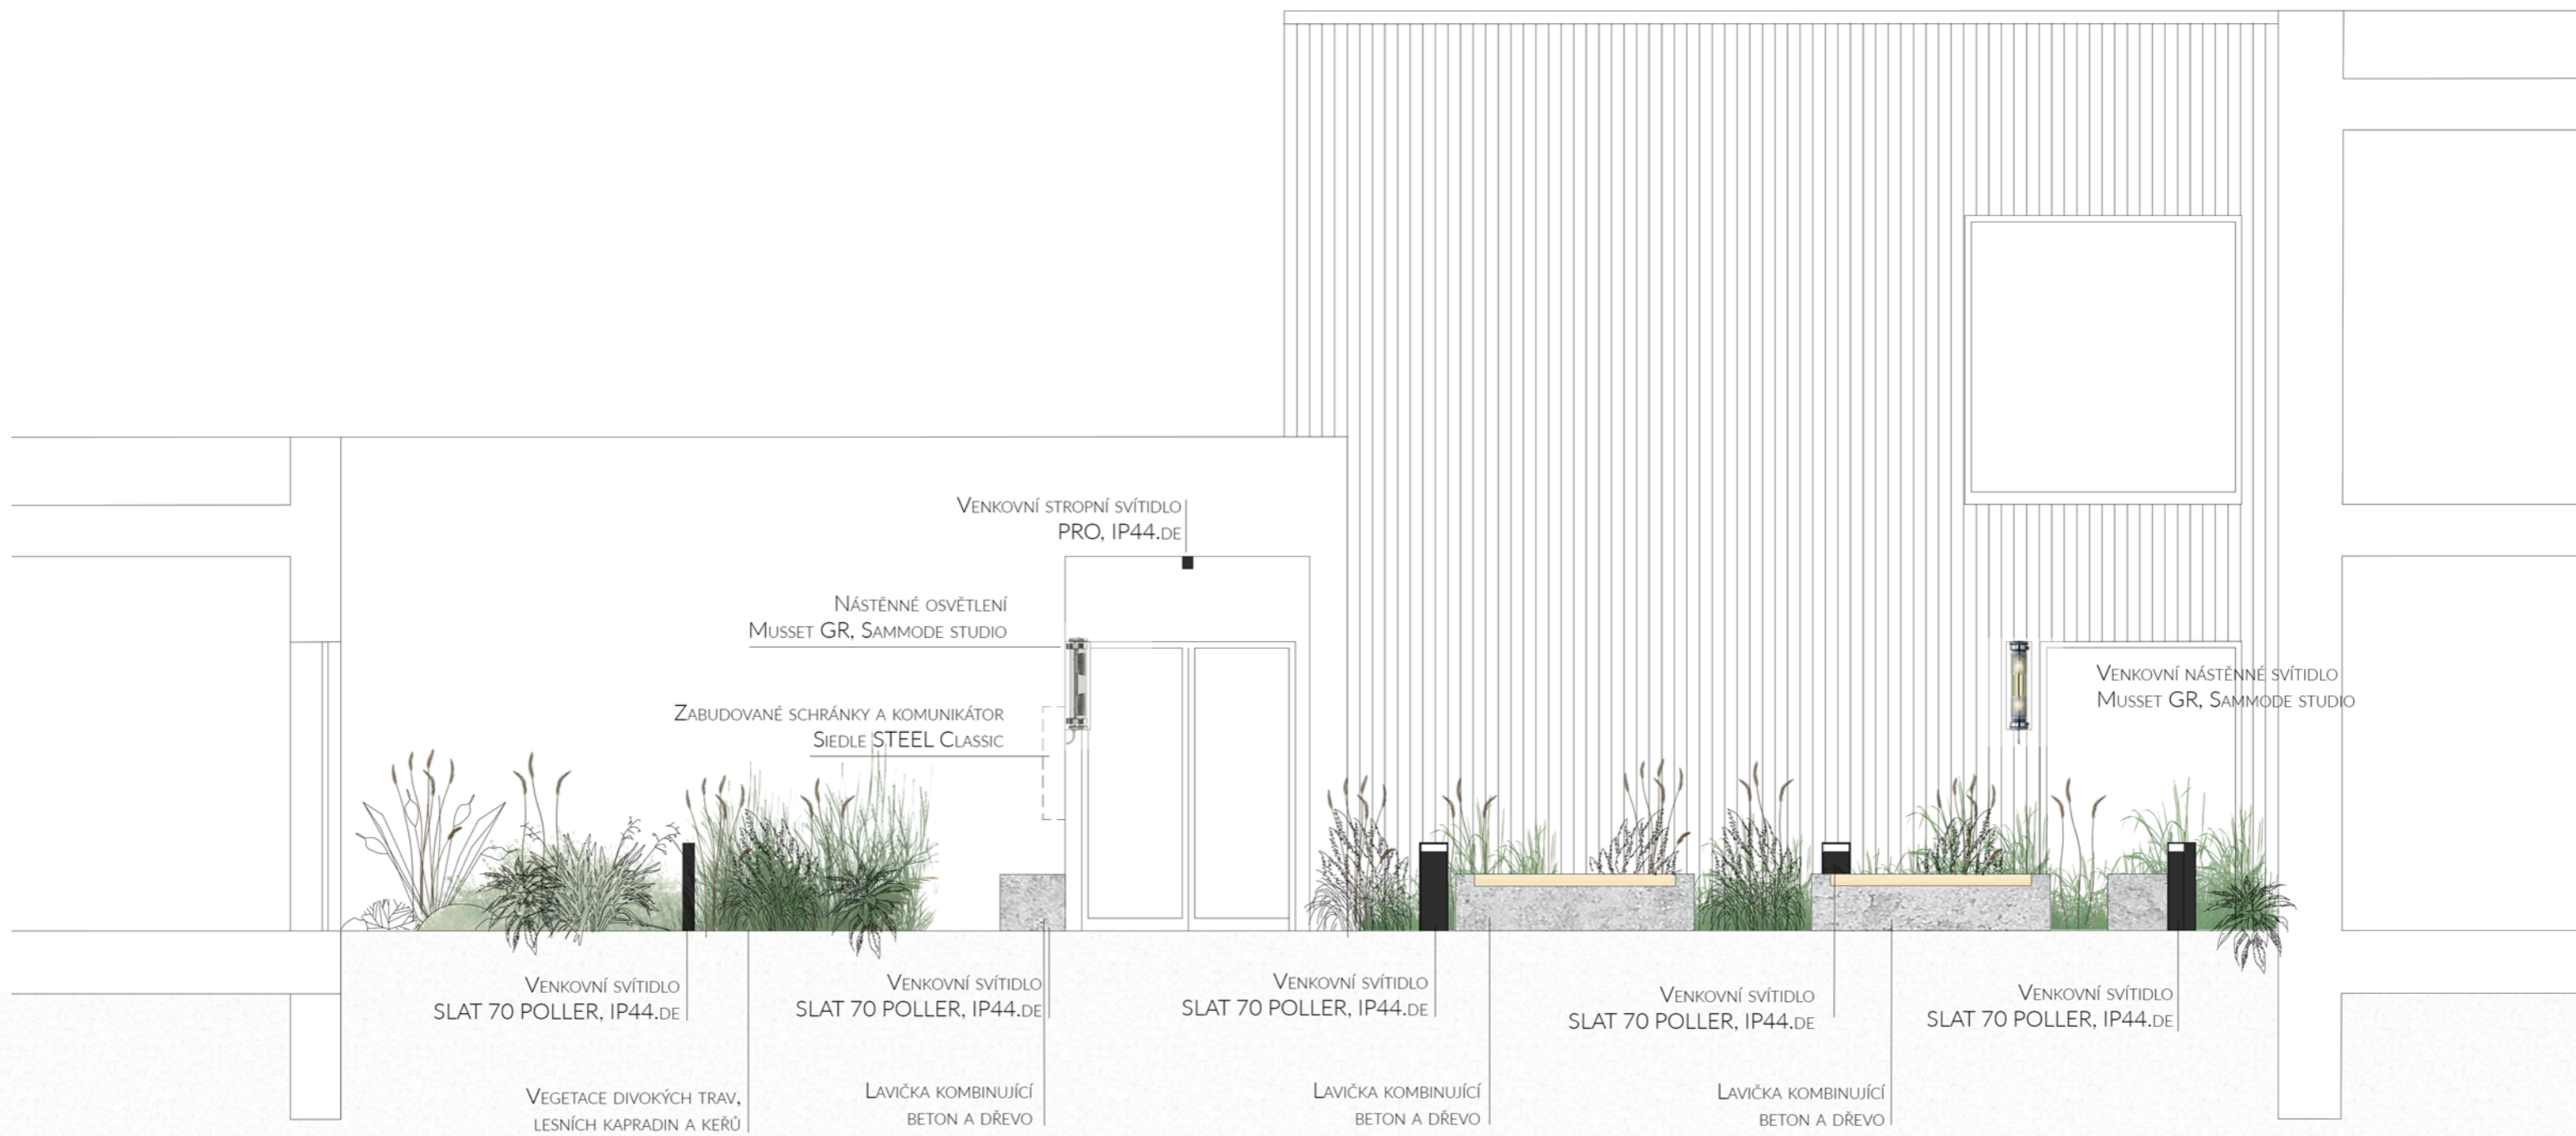 Venkovní stropní svítidlo
PRO, IP44.de
Nástěnné osvětlení
Musset GR, Sammode studio
Zabudované schránky a komunikátor
Siedle STEEL Classic
Venkovní nástěnné svítidlo
Musset GR, Sammode studio
Venkovní svítidlo
SLAT 70 POLLER, IP44.de
Venkovní svítidlo
SLAT 70 POLLER, IP44.de
Venkovní svítidlo
SLAT 70 POLLER, IP44.de
Venkovní svítidlo
SLAT 70 POLLER, IP44.de
Venkovní svítidlo
SLAT 70 POLLER, IP44.de
Vegetace divokých trav,
lesních kapradin a keřů
Lavička kombinující
beton a dřevo
Lavička kombinující
beton a dřevo
Lavička kombinující
beton a dřevo